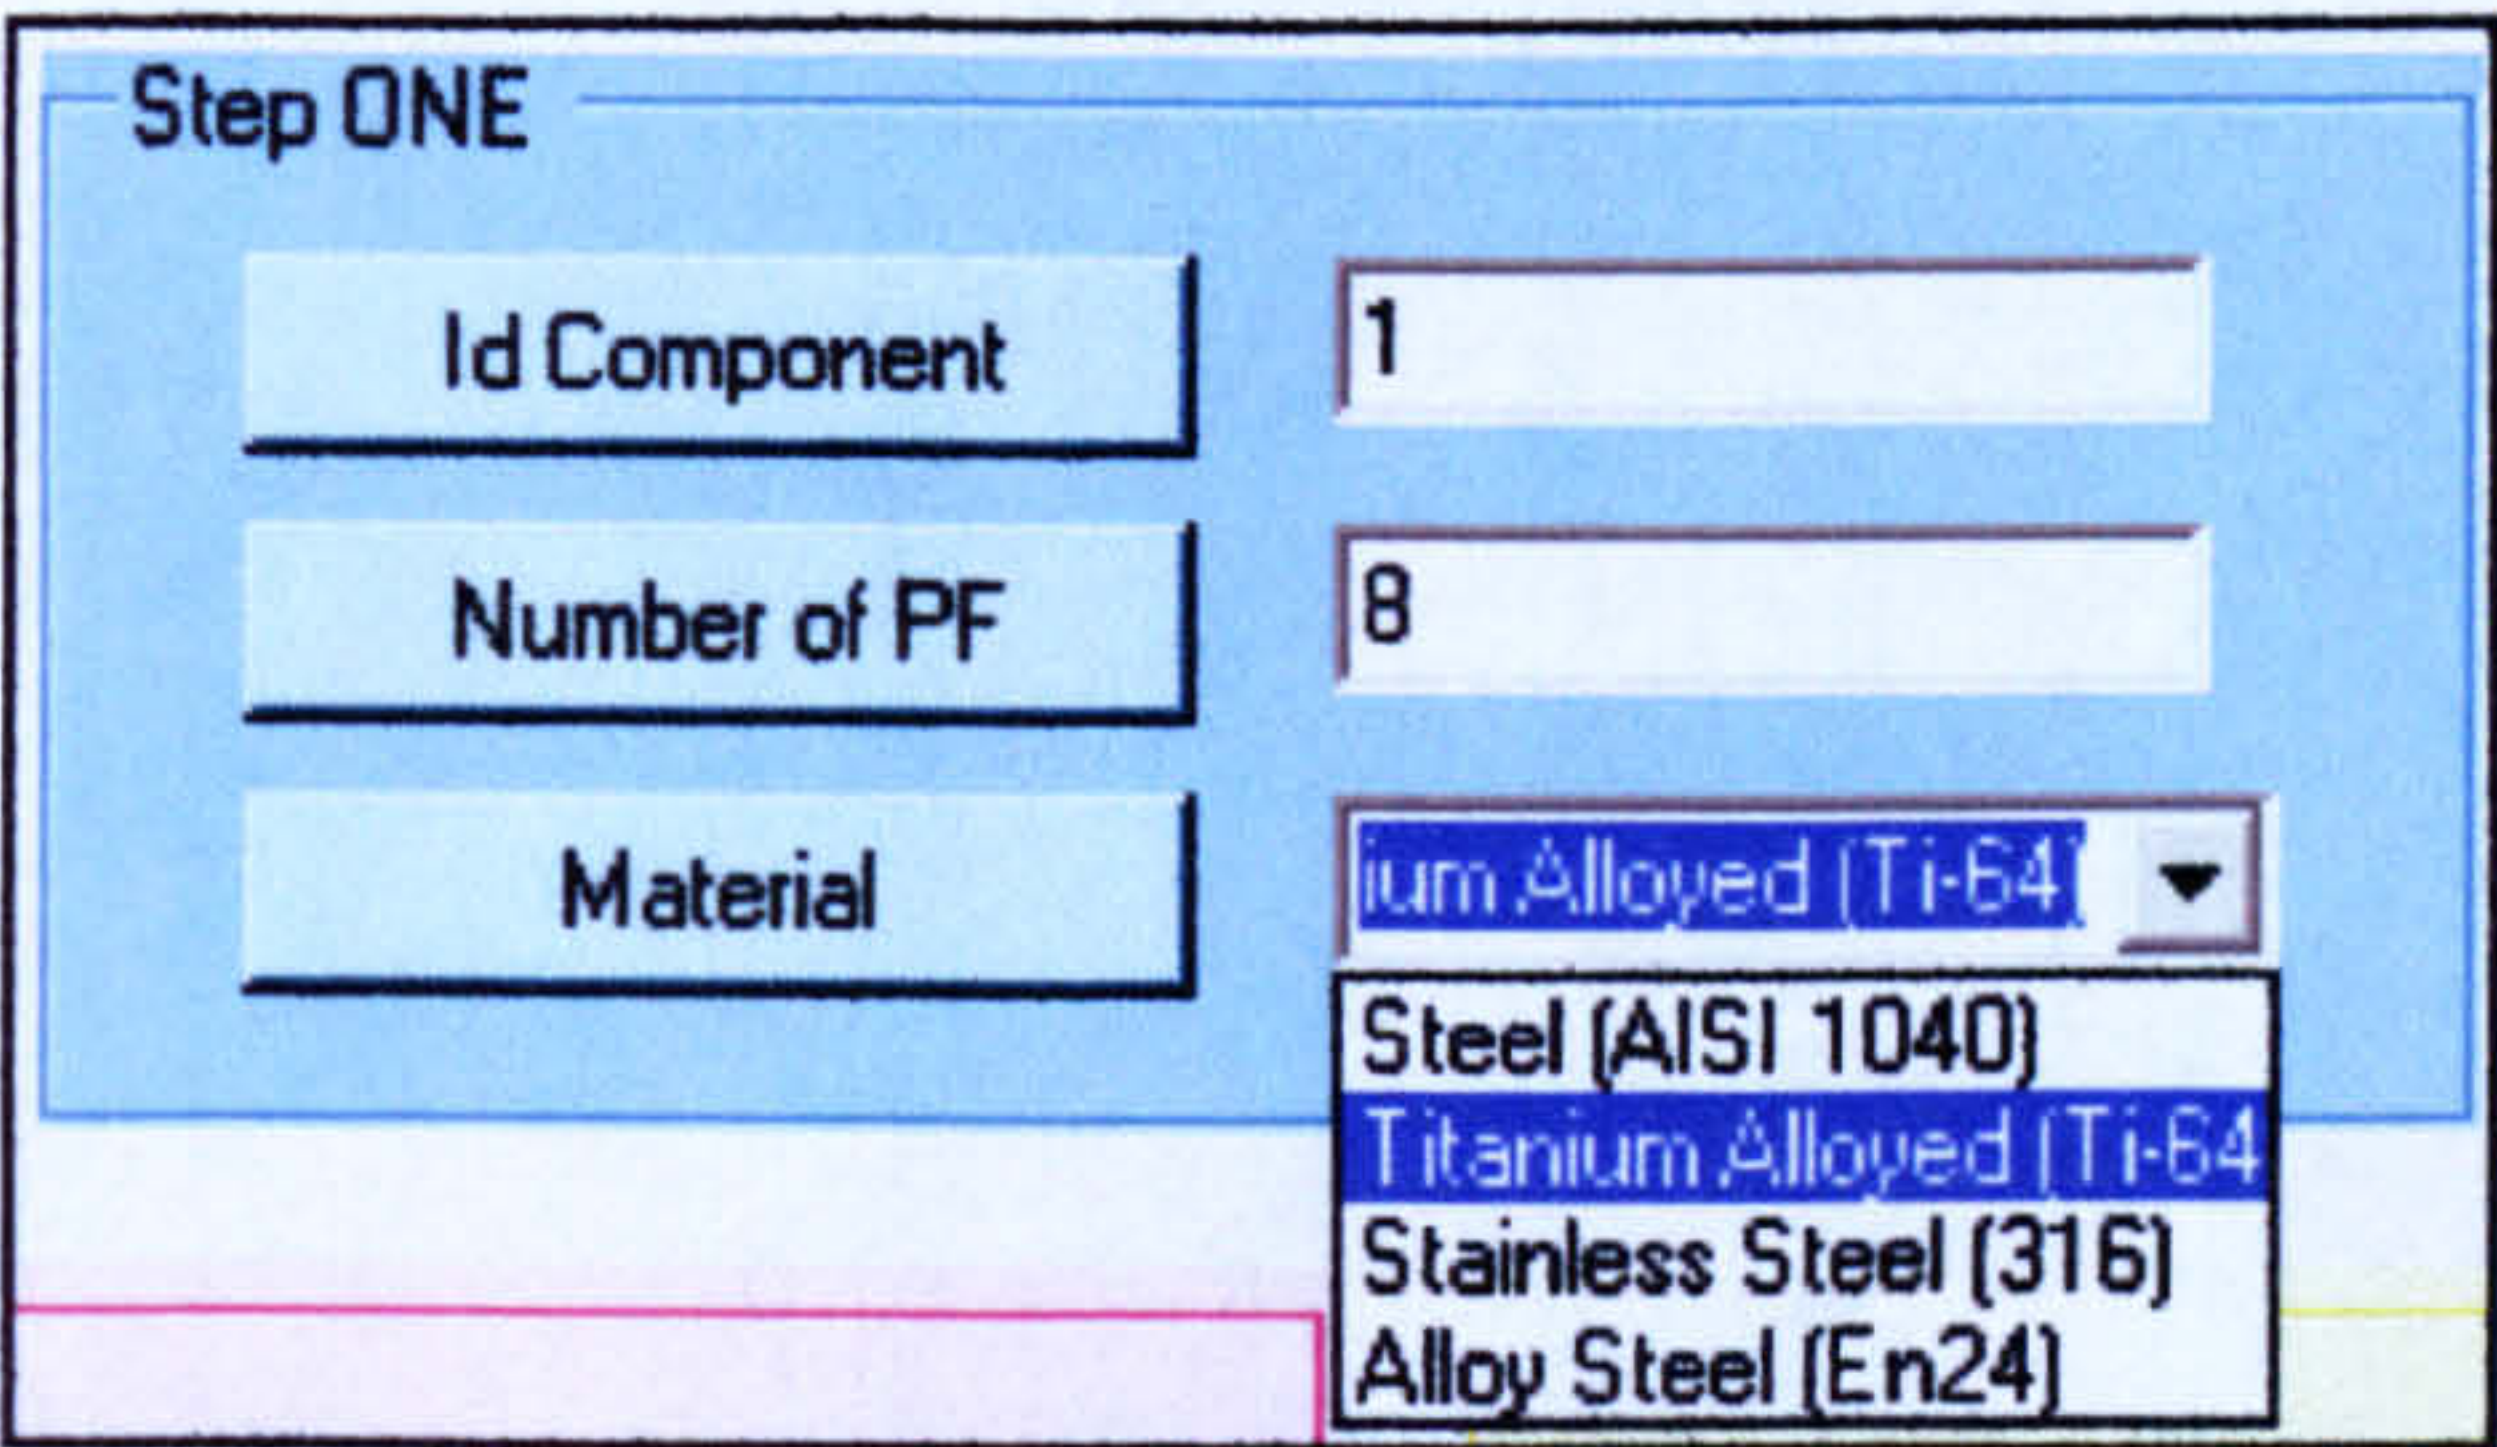 Step ONE
Id Component
1
Number of PF
8
Material
ium Alloyed (Ti-64)
Steel (AISI 1040)
Titanium Alloyed (Ti-64
Stainless Steel (316)
Alloy Steel (En24)